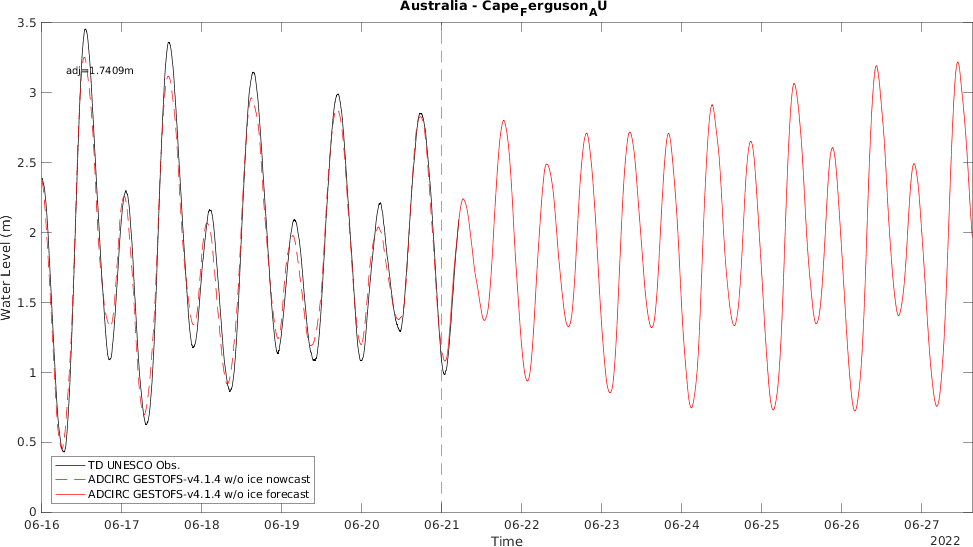 Australia - Cape_Ferguson_AU
3.5
adj=1.7409m
3
2.5
2
Water Level (m)
1.5
1
0.5
TD UNESCO Obs.
ADCIRC GESTOFS-v4.1.4 w/o ice nowcast
ADCIRC GESTOFS-v4.1.4 w/o ice forecast
0
06-16 06-17 06-18 06-19 06-20 06-21 06-22 06-23 06-24 06-25 06-26 06-27
Time
2022